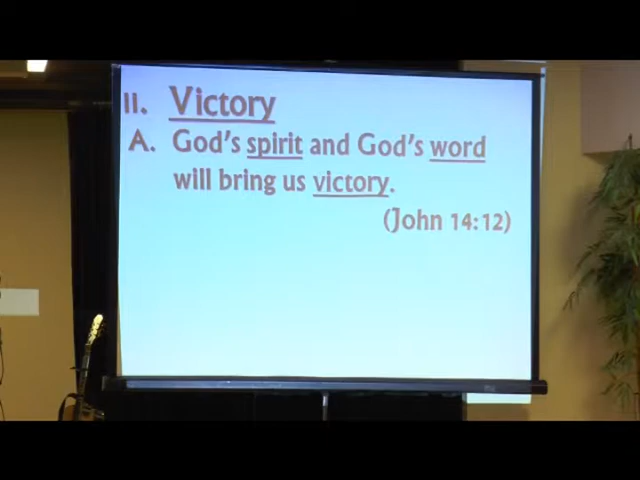 II. Victory
A. God's spirit and God's word
will bring us victory.
(John 14:12)